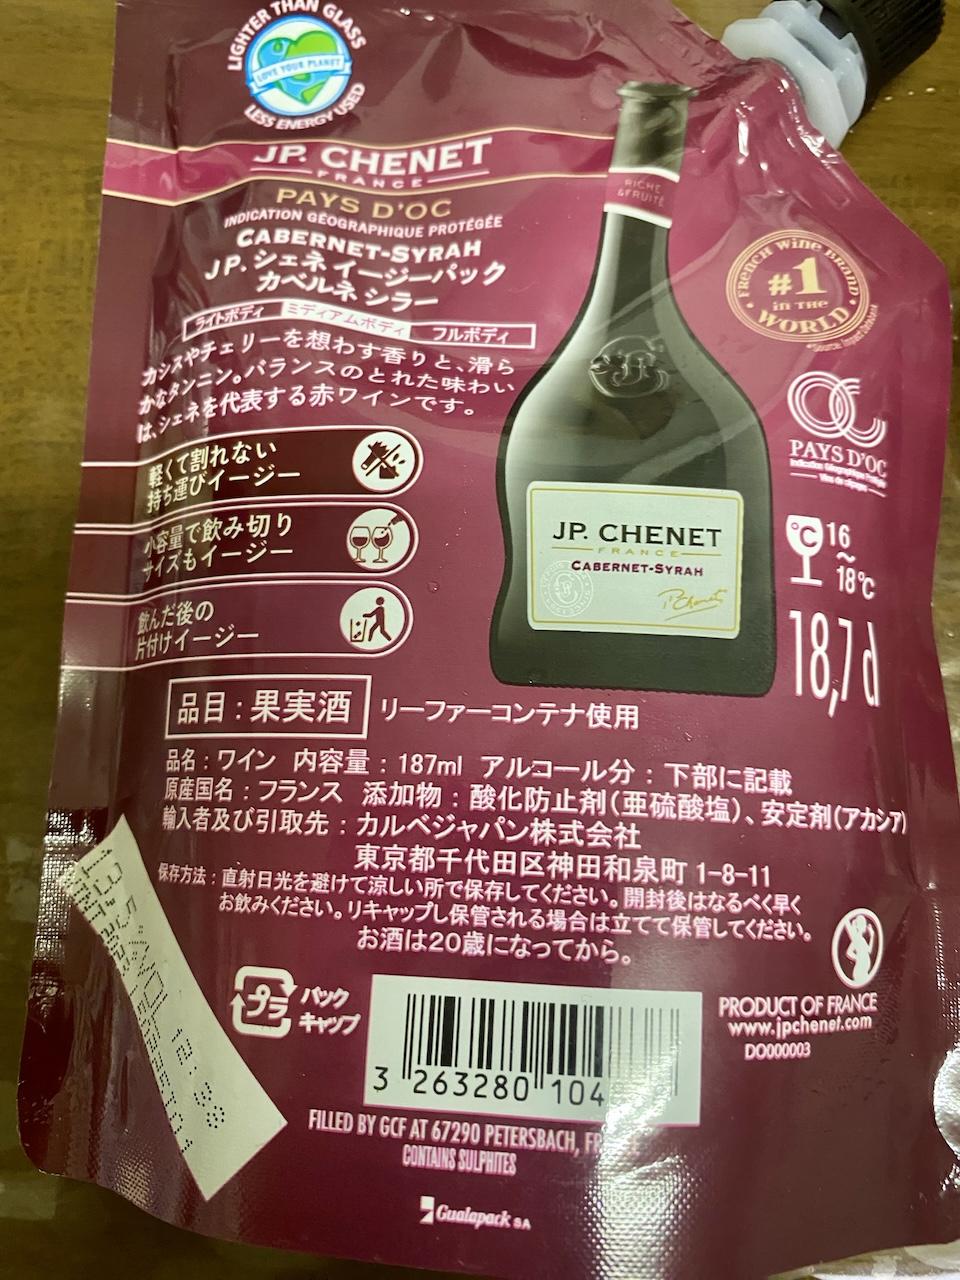 LIGHTER THAN GLASS
LOVE YOUR PLANET
LESS ENERGY USED
JP. CHENET
FRANCE
PAYS D'OC
INDICATION GÉOGRAPHIQUE PROTÉGÉE
CABERNET-SYRAH
JP. シェネ イージーパック
カベルネ シラー
ライトボディ ミディアムボディ フルボディ
カシスやチェリーを想わす香りと、滑ら
かなタンニン。バランスのとれた味わい
は、シェネを代表する赤ワインです。
軽くて割れない
持ち運びイージー
小容量で飲み切り
サイズもイージー
飲んだ後の
片付けイージー
RICHE
&FRUITÉ
JP. CHENET
FRANCE
CABERNET-SYRAH
JP. Chenet
FRENCH WINE BRAND
#1
in THE
WORLD
PAYS D'OC
Indication Géographique Protégée
Vins de cépages
℃ 16
~
18℃
18,7 cl
品目：果実酒 リーファーコンテナ使用
品名：ワイン 内容量：187ml アルコール分：下部に記載
原産国名：フランス 添加物：酸化防止剤（亜硫酸塩）、安定剤（アカシア）
輸入者及び引取先：カルベジャパン株式会社
東京都千代田区神田和泉町 1-8-11
保存方法：直射日光を避けて涼しい所で保存してください。開封後はなるべく早く
お飲みください。リキャップし保管される場合は立てて保管してください。
お酒は20歳になってから。
プラ パック
キャップ
3 263280 104
PRODUCT OF FRANCE
www.jpchenet.com
DO000003
FILLED BY GCF AT 67290 PETERSBACH,
CONTAINS SULPHITES
Gualapack SA